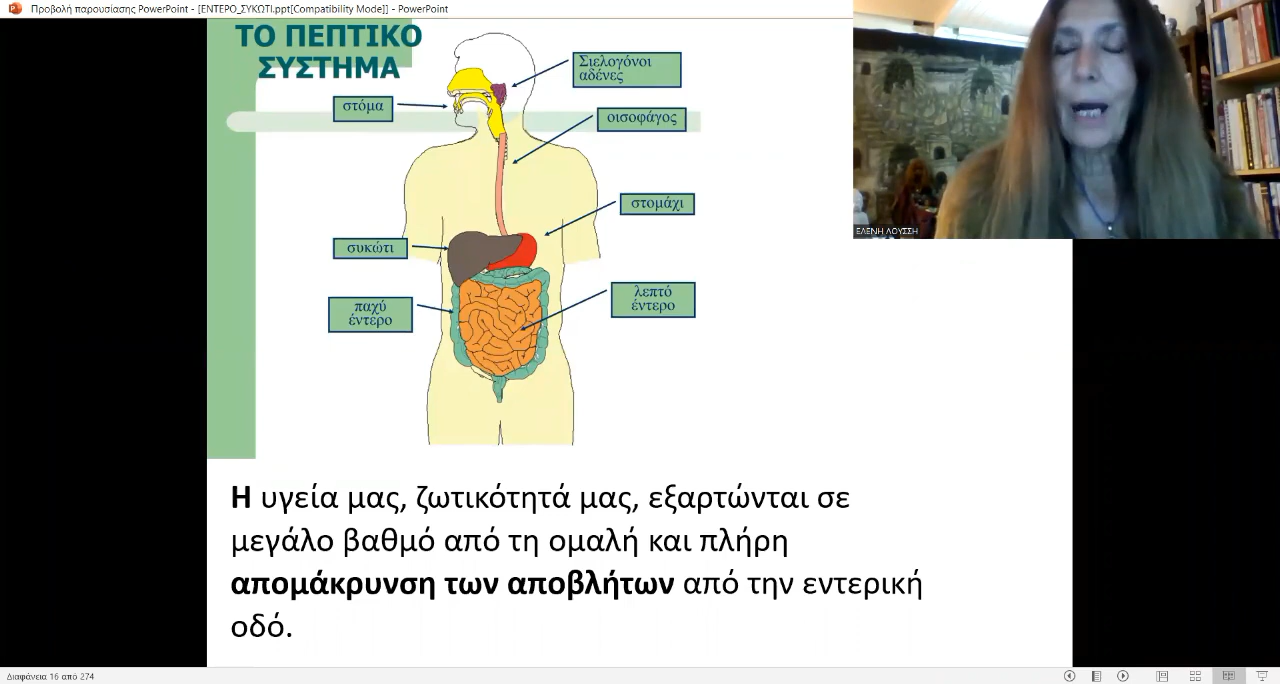 Προβολή παρουσίασης PowerPoint - [ΕΝΤΕΡΟ_ΣΥΚΩΤΙ.ppt[Compatibility Mode]] - PowerPoint
ΤΟ ΠΕΠΤΙΚΟ
ΣΥΣΤΗΜΑ
Σιελογόνοι
αδένες
στόμα
οισοφάγος
στομάχι
συκώτι
λεπτό
έντερο
παχύ
έντερο
ΕΛΕΝΗ ΛΟΥΣΣΗ
Η υγεία μας, ζωτικότητά μας, εξαρτώνται σε
μεγάλο βαθμό από τη ομαλή και πλήρη
απομάκρυνση των αποβλήτων από την εντερική
οδό.
Διαφάνεια 16 από 274